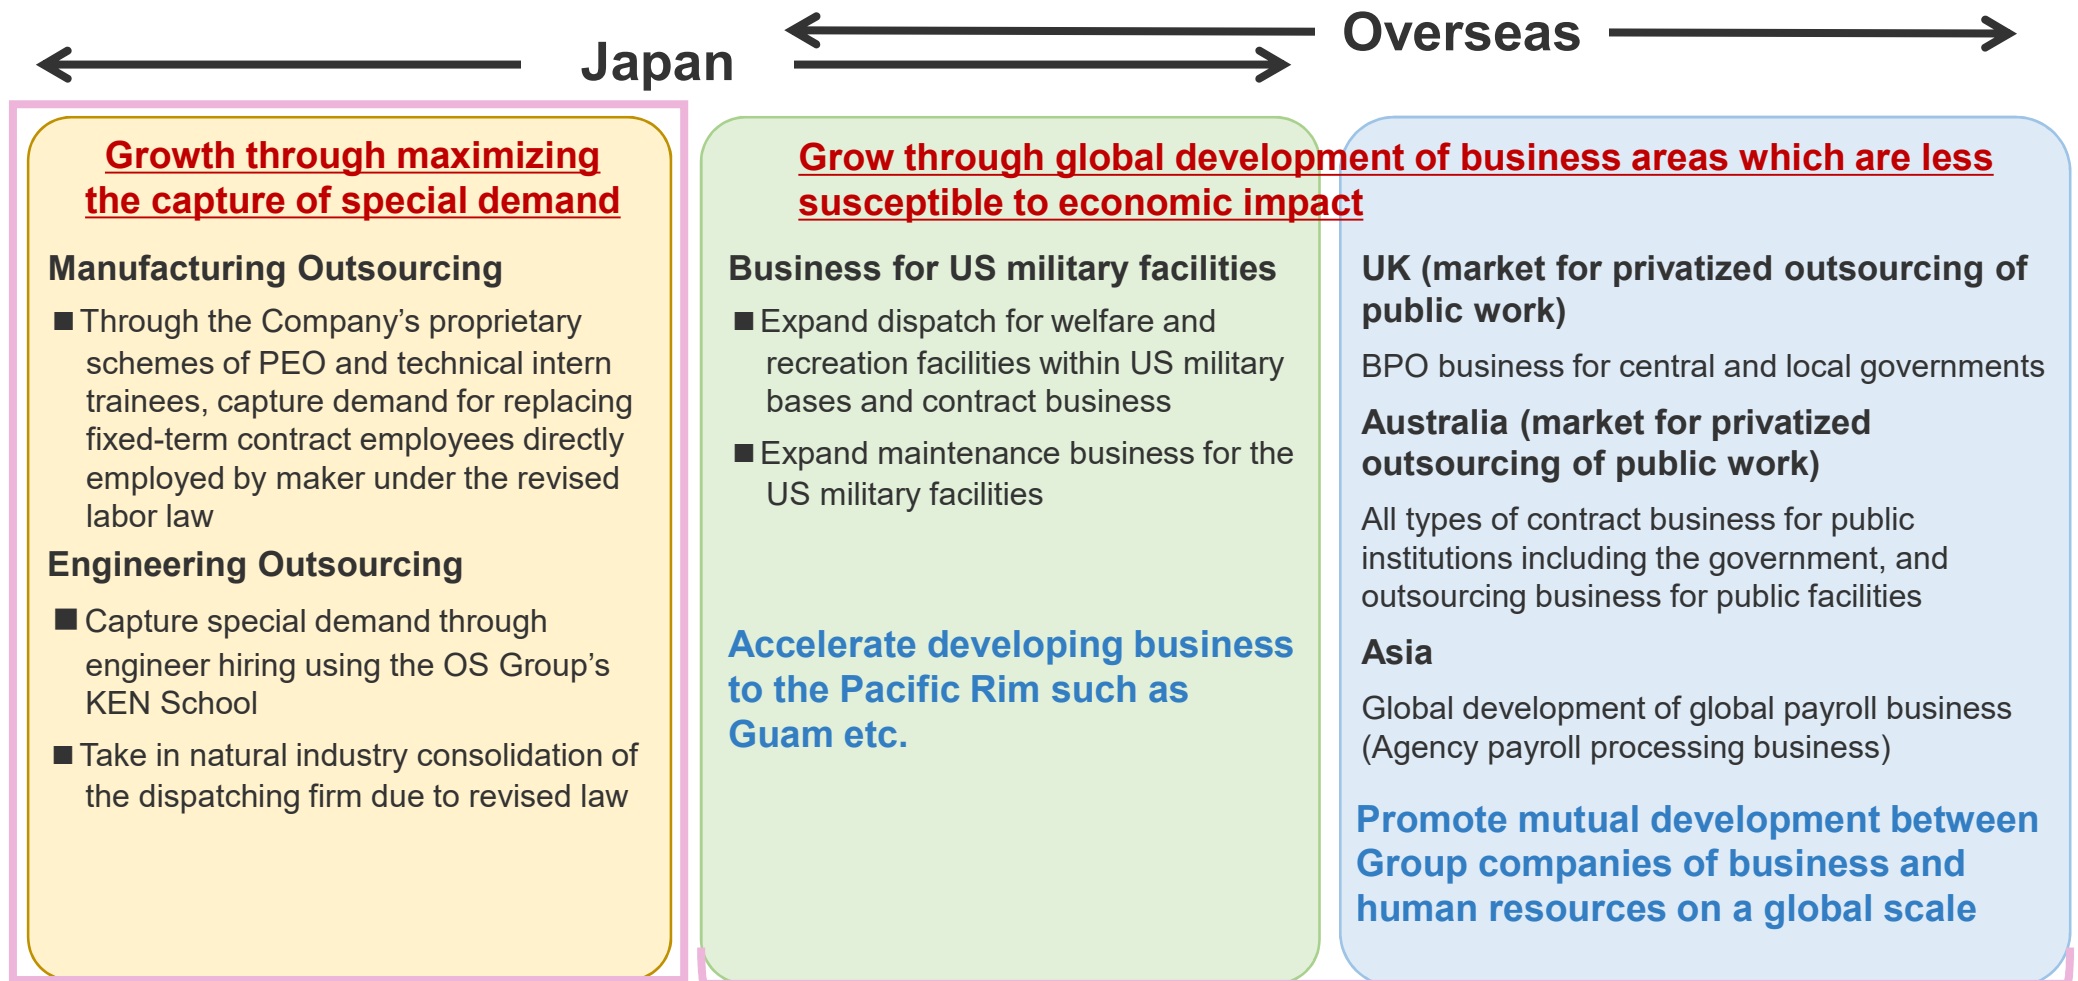 Japan
Overseas
Growth through maximizing
the capture of special demand
Manufacturing Outsourcing
■ Through the Company’s proprietary
schemes of PEO and technical intern
trainees, capture demand for replacing
fixed-term contract employees directly
employed by maker under the revised
labor law
Engineering Outsourcing
■ Capture special demand through
engineer hiring using the OS Group’s
KEN School
■ Take in natural industry consolidation of
the dispatching firm due to revised law
Grow through global development of business areas which are less
susceptible to economic impact
Business for US military facilities
■ Expand dispatch for welfare and
recreation facilities within US military
bases and contract business
■ Expand maintenance business for the
US military facilities
Accelerate developing business
to the Pacific Rim such as
Guam etc.
UK (market for privatized outsourcing of
public work)
BPO business for central and local governments
Australia (market for privatized
outsourcing of public work)
All types of contract business for public
institutions including the government, and
outsourcing business for public facilities
Asia
Global development of global payroll business
(Agency payroll processing business)
Promote mutual development between
Group companies of business and
human resources on a global scale